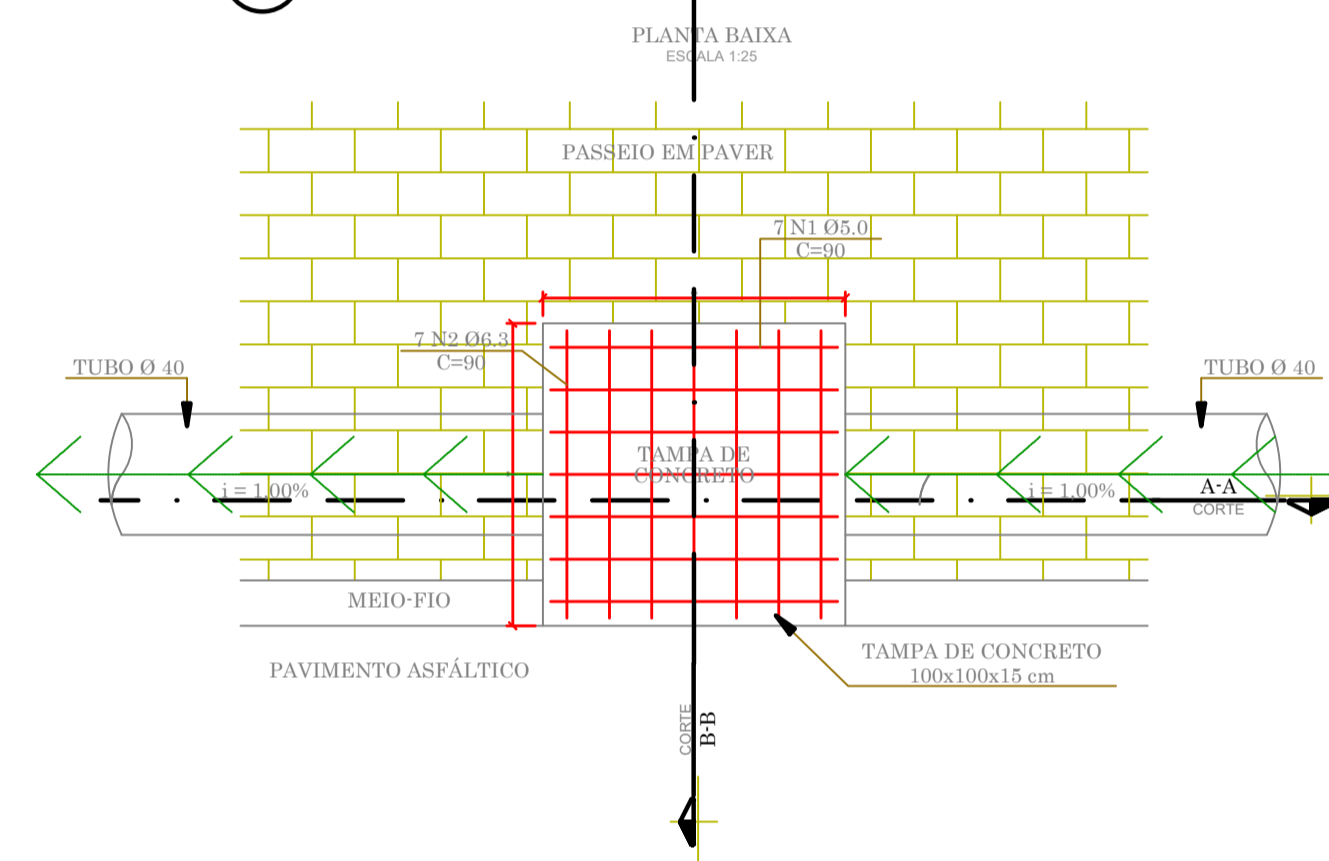 PLANTA BAIXA
ESCALA 1:25
PASSEIO EM PAVER
7 N1 Ø5.0
C=90
7 N2 Ø6.3
C=90
TUBO Ø 40
TUBO Ø 40
TAMPA DE
CONCRETO
i = 1,00%
i = 1,00%
A-A
CORTE
MEIO-FIO
TAMPA DE CONCRETO
100x100x15 cm
PAVIMENTO ASFÁLTICO
CORTE
B-B